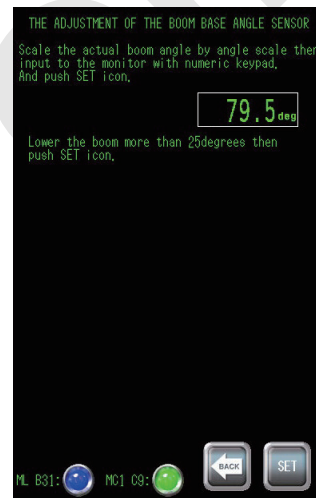 THE ADJUSTMENT OF THE BOOM BASE ANGLE SENSOR
Scale the actual boom angle by angle scale then
input to the monitor with numeric keypad.
And push SET icon.
79.5deg
Lower the boom more than 25degrees then
push SET icon.
ML B31: MC1 C9: BACK SET